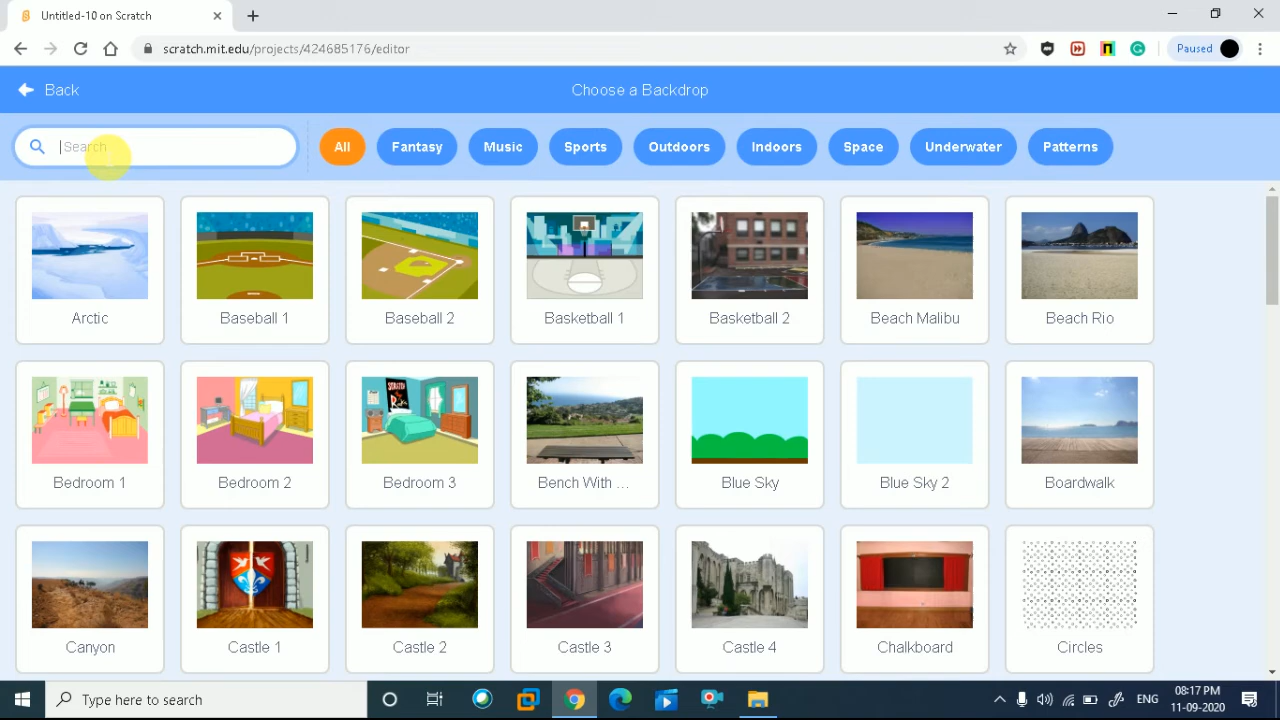 Untitled-10 on Scratch
scratch.mit.edu/projects/424685176/editor
Paused
Back
Choose a Backdrop
Search
All
Fantasy
Music
Sports
Outdoors
Indoors
Space
Underwater
Patterns
Arctic
Baseball 1
Baseball 2
Basketball 1
Basketball 2
Beach Malibu
Beach Rio
Bedroom 1
Bedroom 2
Bedroom 3
Bench With ...
Blue Sky
Blue Sky 2
Boardwalk
Canyon
Castle 1
Castle 2
Castle 3
Castle 4
Chalkboard
Circles
Type here to search
ENG
08:17 PM
11-09-2020